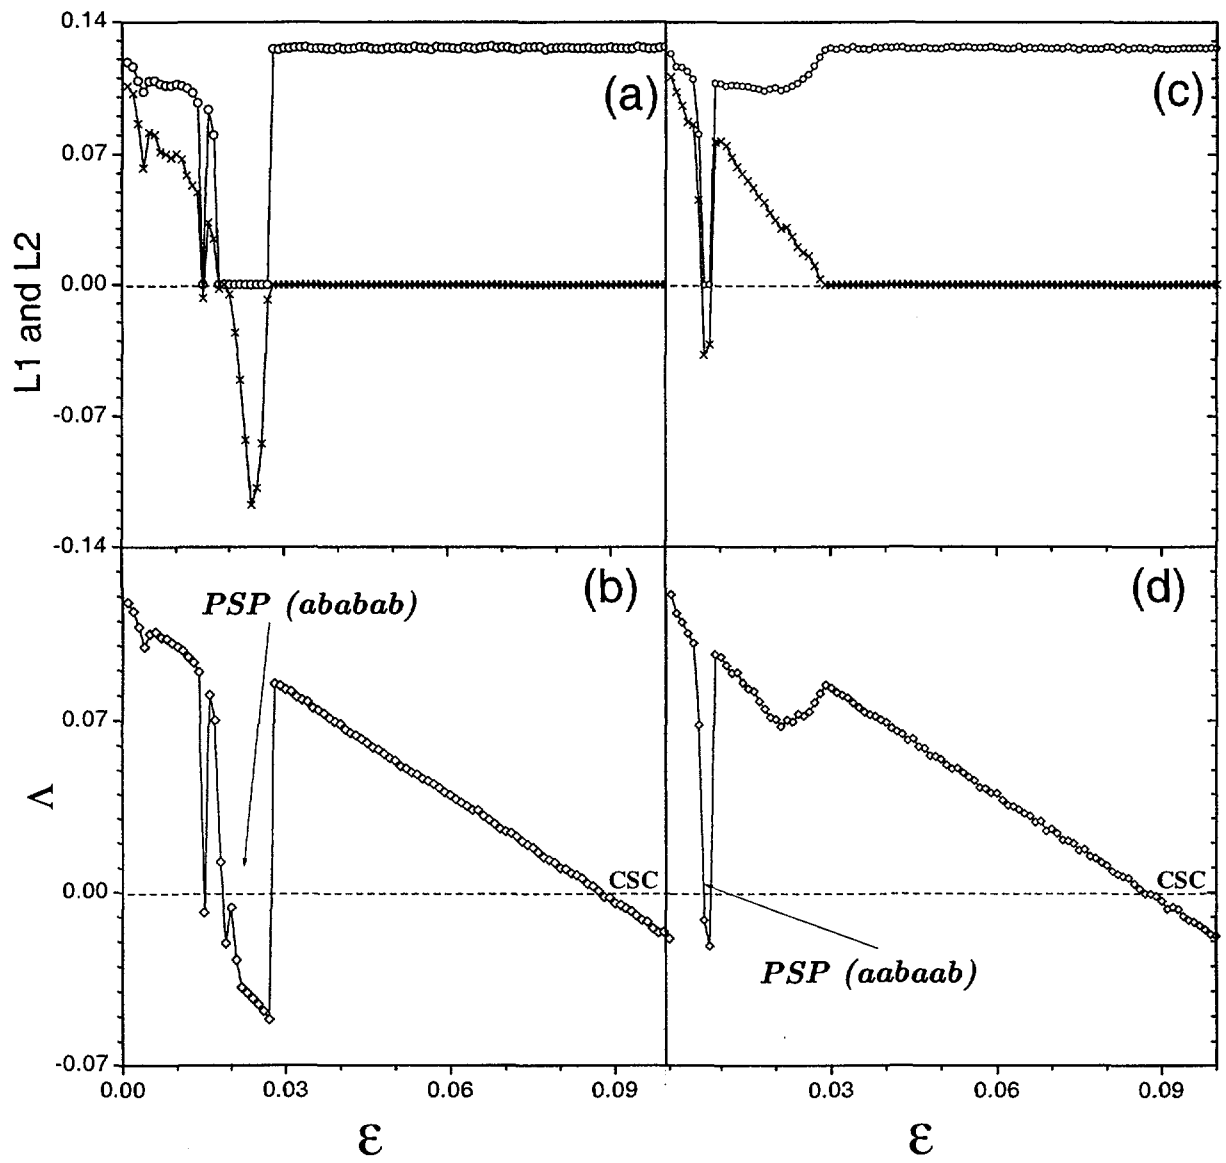 0.14
(a)
(c)
0.07
L1 and L2
0.00
-0.07
-0.14
PSP (ababab)
(b)
(d)
0.07
Λ
0.00
CSC
CSC
PSP (aabaab)
-0.07
0.00
0.03
0.06
0.09
0.03
0.06
0.09
ε
ε